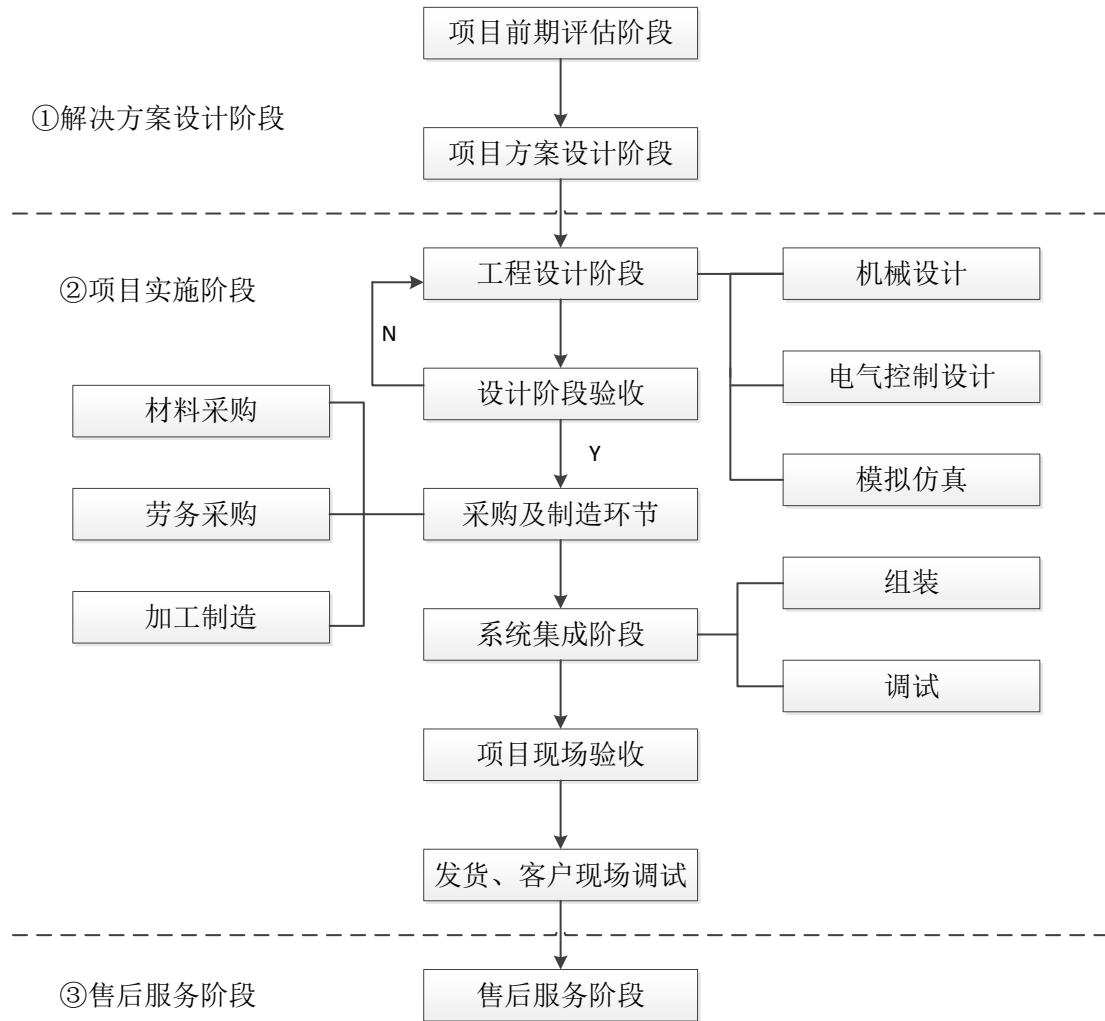 项目前期评估阶段
①解决方案设计阶段
项目方案设计阶段
②项目实施阶段
工程设计阶段
机械设计
N
设计阶段验收
电气控制设计
材料采购
Y
模拟仿真
劳务采购
采购及制造环节
组装
加工制造
系统集成阶段
调试
项目现场验收
发货、客户现场调试
③售后服务阶段
售后服务阶段